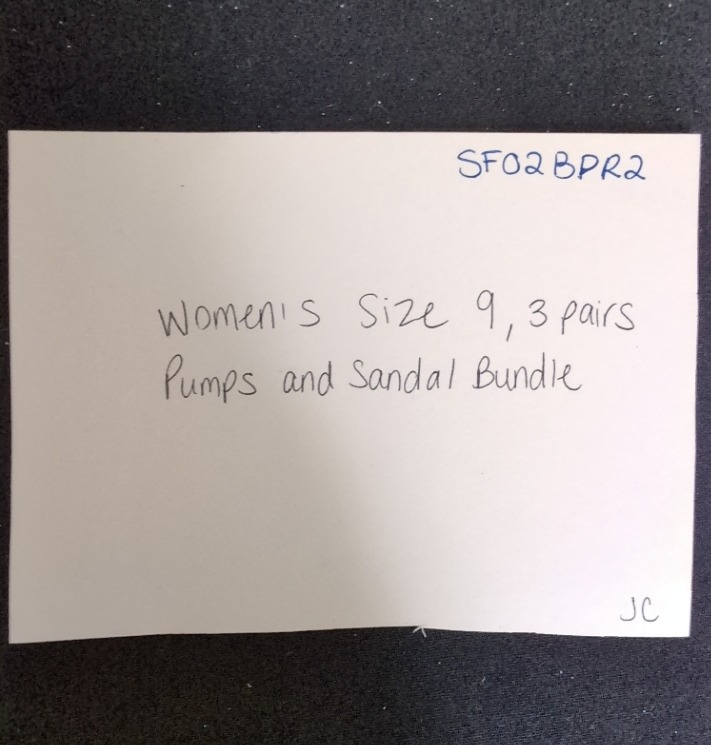 SF02BPR2
Women's Size 9, 3 pairs
Pumps and Sandal Bundle
JC